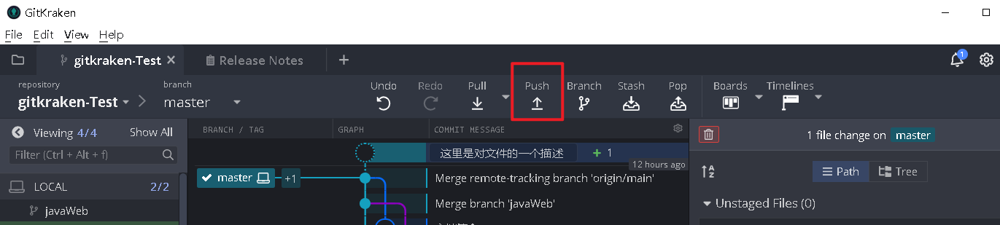 GitKraken
File Edit View Help
gitkraken-Test Release Notes
1
repository branch
gitkraken-Test master
Undo Redo Pull Push Branch Stash Pop Boards Timelines
Viewing 4/4 Show All
BRANCH / TAG GRAPH COMMIT MESSAGE
1 file change on master
Filter (Ctrl + Alt + f)
这里是对文件的一个描述 + 1
12 hours ago
Path Tree
LOCAL 2/2
master +1 Merge remote-tracking branch 'origin/main'
Merge branch 'javaWeb'
Unstaged Files (0)
javaWeb